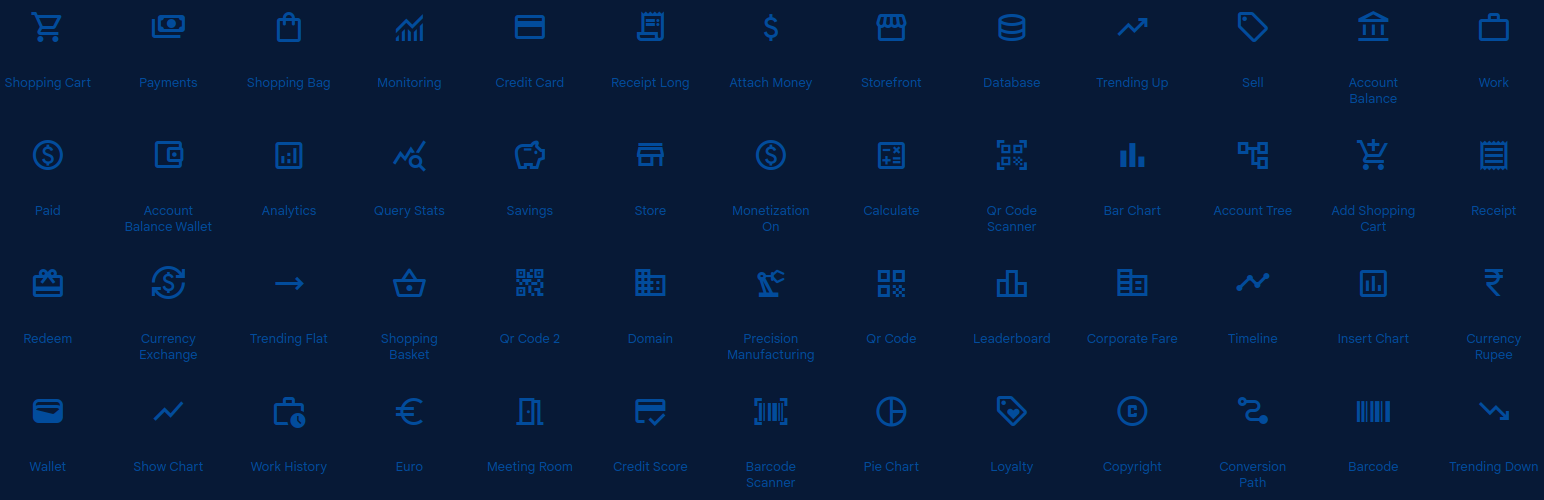 Shopping Cart
Payments
Shopping Bag
Monitoring
Credit Card
Receipt Long
Attach Money
Storefront
Database
Trending Up
Sell
Account
Balance
Work
Paid
Account
Balance Wallet
Analytics
Query Stats
Savings
Store
Monetization
On
Calculate
Qr Code
Scanner
Bar Chart
Account Tree
Add Shopping
Cart
Receipt
Redeem
Currency
Exchange
Trending Flat
Shopping
Basket
Qr Code 2
Domain
Precision
Manufacturing
Qr Code
Leaderboard
Corporate Fare
Timeline
Insert Chart
Currency
Rupee
Wallet
Show Chart
Work History
Euro
Meeting Room
Credit Score
Barcode
Scanner
Pie Chart
Loyalty
Copyright
Conversion
Path
Barcode
Trending Down